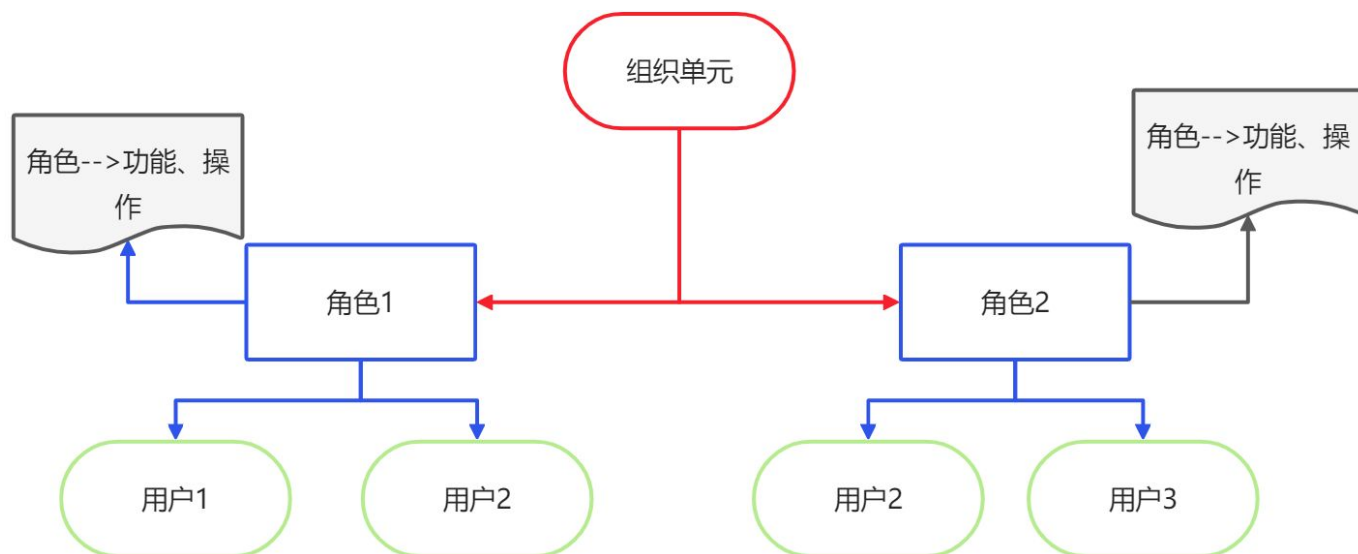 组织单元
角色-->功能、操
作
角色-->功能、操
作
角色1
角色2
用户1
用户2
用户2
用户3